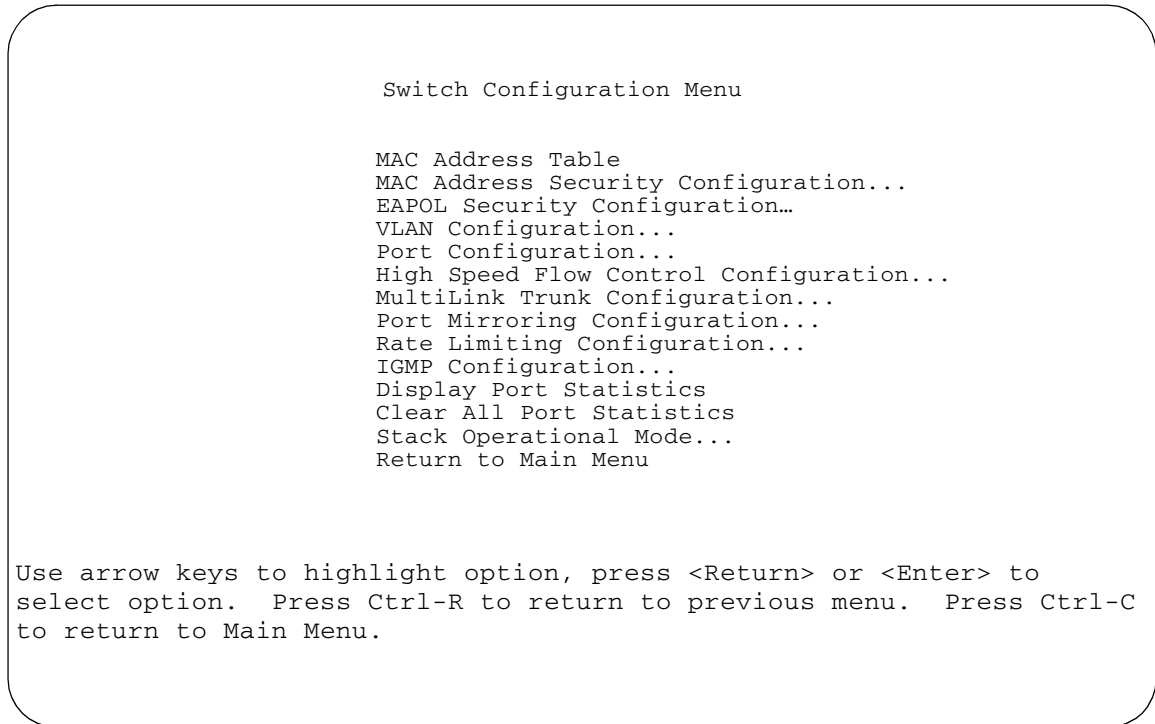 Switch Configuration Menu
MAC Address Table
MAC Address Security Configuration...
EAPOL Security Configuration…
VLAN Configuration...
Port Configuration...
High Speed Flow Control Configuration...
MultiLink Trunk Configuration...
Port Mirroring Configuration...
Rate Limiting Configuration...
IGMP Configuration...
Display Port Statistics
Clear All Port Statistics
Stack Operational Mode...
Return to Main Menu
Use arrow keys to highlight option, press <Return> or <Enter> to
select option.  Press Ctrl-R to return to previous menu.  Press Ctrl-C
to return to Main Menu.